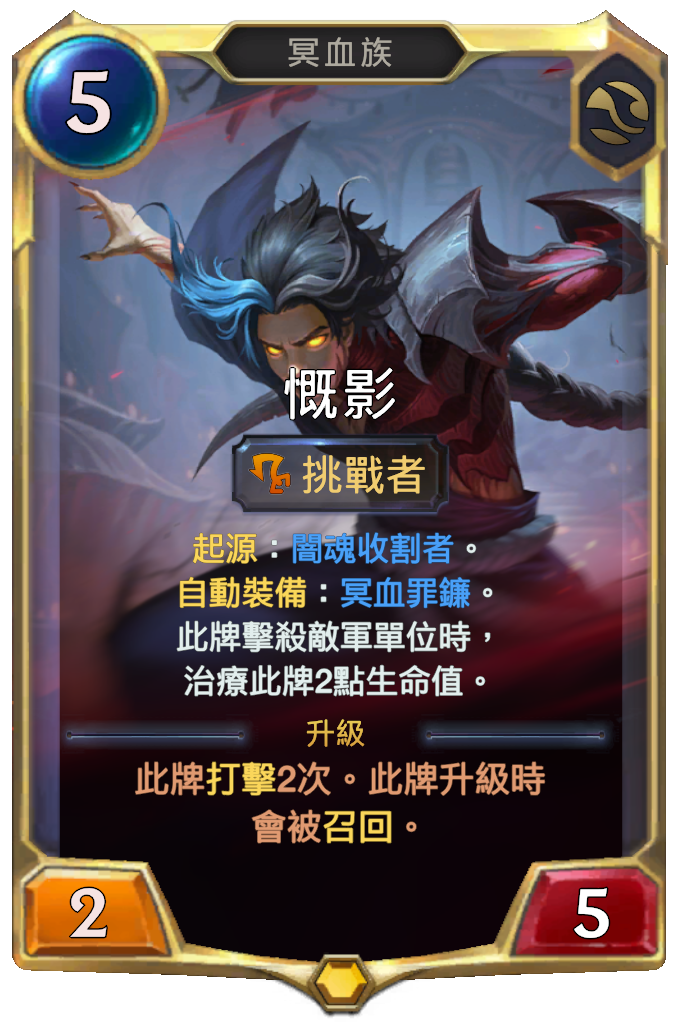 冥血族
5
慨影
挑戰者
起源：闇魂收割者。
自動裝備：冥血罪鐮。
此牌擊殺敵軍單位時，
治療此牌2點生命值。
升級
此牌打擊2次。此牌升級時
會被召回。
2
5